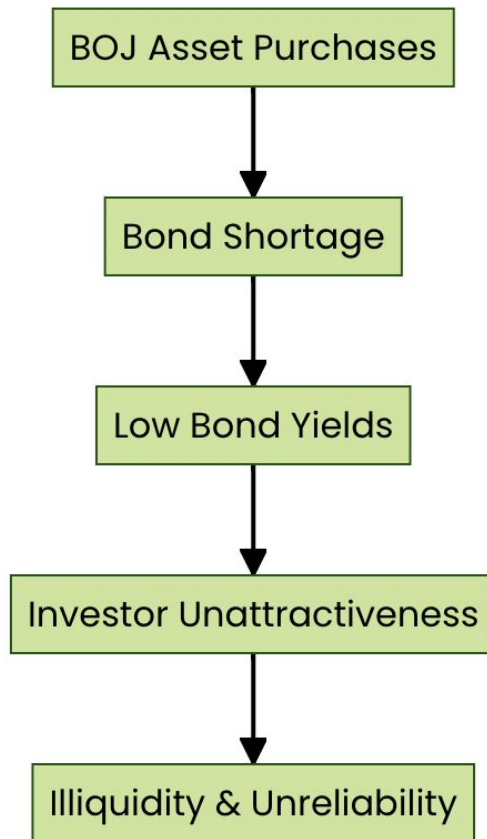 BOJ Asset Purchases
Bond Shortage
Low Bond Yields
Investor Unattractiveness
Illiquidity & Unreliability